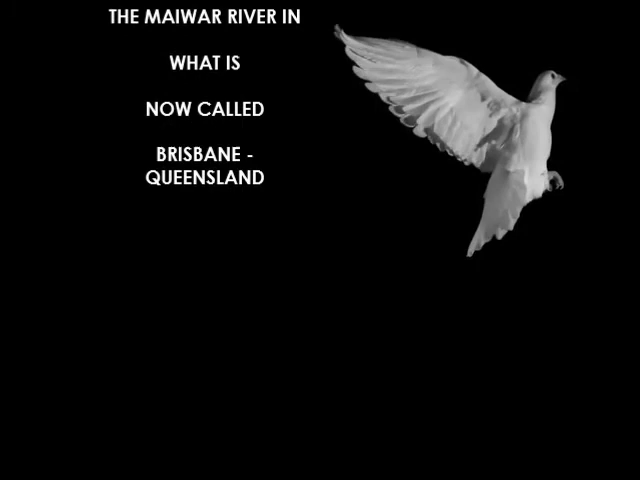 THE MAIWAR RIVER IN
WHAT IS
NOW CALLED
BRISBANE -
QUEENSLAND